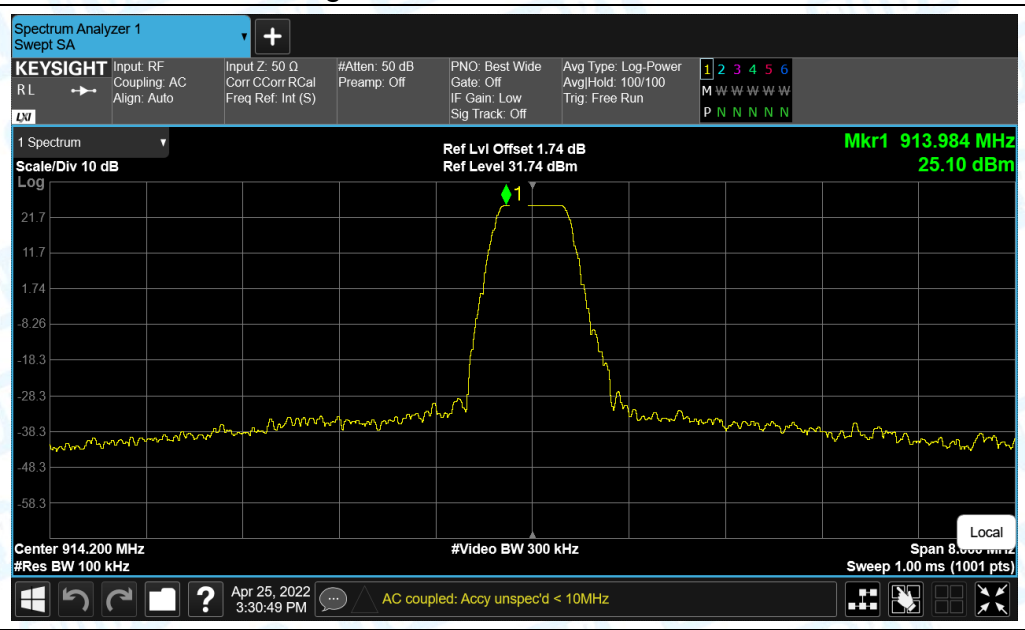 Spectrum Analyzer 1
Swept SA
KEYSIGHT
R L
LXI
Input: RF
Coupling: AC
Align: Auto
Input Z: 50 Ω
Corr CCorr RCal
Freq Ref: Int (S)
#Atten: 50 dB
Preamp: Off
PNO: Best Wide
Gate: Off
IF Gain: Low
Sig Track: Off
Avg Type: Log-Power
Avg|Hold: 100/100
Trig: Free Run
1 2 3 4 5 6
M W W W W W
P N N N N N
1 Spectrum
Scale/Div 10 dB
Log
Ref Lvl Offset 1.74 dB
Ref Level 31.74 dBm
Mkr1 913.984 MHz
25.10 dBm
1
21.7
11.7
1.74
-8.26
-18.3
-28.3
-38.3
-48.3
-58.3
Local
Center 914.200 MHz
#Res BW 100 kHz
#Video BW 300 kHz
Span 8.000 MHz
Sweep 1.00 ms (1001 pts)
?
Apr 25, 2022
3:30:49 PM
AC coupled: Accy unspec'd < 10MHz